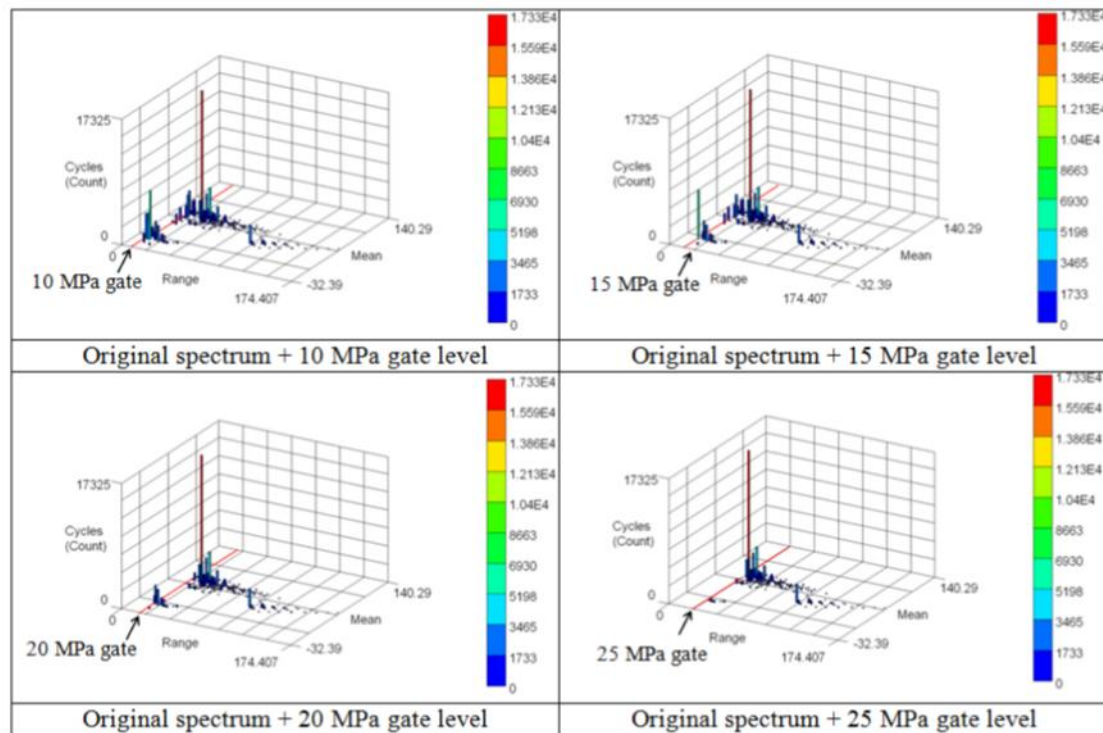 1.733E4
1.559E4
1.386E4
1.213E4
1.04E4
8663
6930
5198
3465
1733
0
17325
Cycles
(Count)
0
0
Range
174.407
-32.39
Mean
140.29
10 MPa gate
Original spectrum + 10 MPa gate level
1.733E4
1.559E4
1.386E4
1.213E4
1.04E4
8663
6930
5198
3465
1733
0
17325
Cycles
(Count)
0
0
Range
174.407
-32.39
Mean
140.29
15 MPa gate
Original spectrum + 15 MPa gate level
1.733E4
1.559E4
1.386E4
1.213E4
1.04E4
8663
6930
5198
3465
1733
0
17325
Cycles
(Count)
0
0
Range
174.407
-32.39
Mean
140.29
20 MPa gate
Original spectrum + 20 MPa gate level
1.733E4
1.559E4
1.386E4
1.213E4
1.04E4
8663
6930
5198
3465
1733
0
17325
Cycles
(Count)
0
0
Range
174.407
-32.39
Mean
140.29
25 MPa gate
Original spectrum + 25 MPa gate level